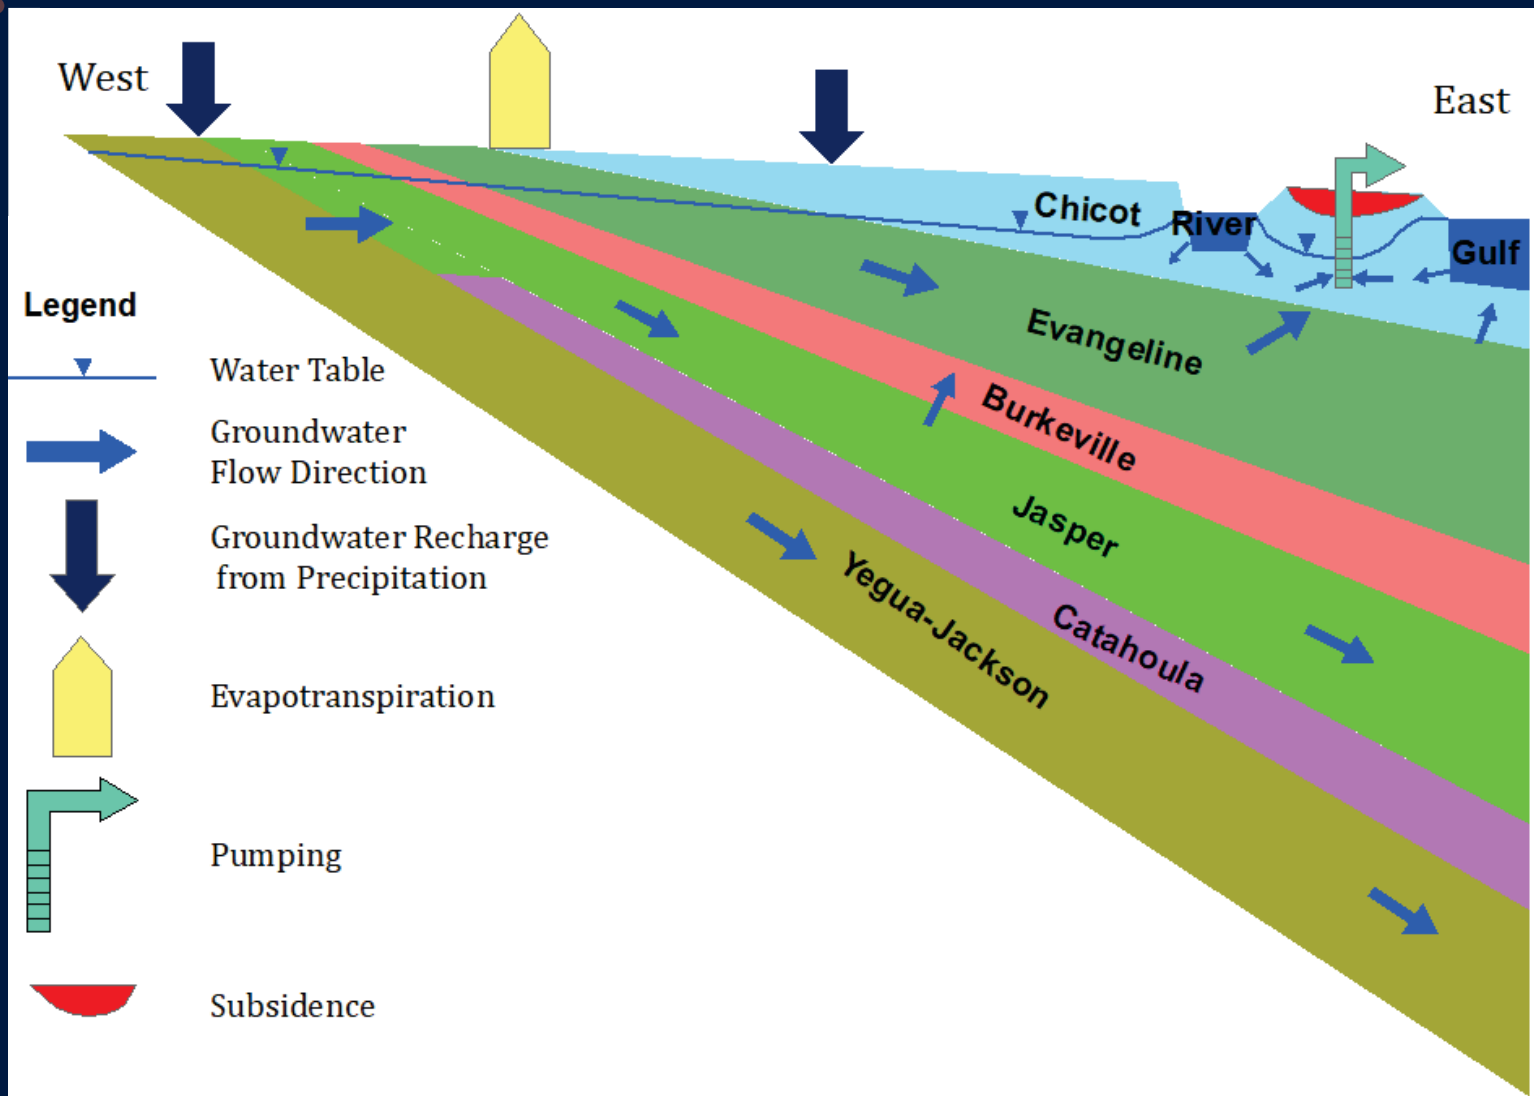 West
East
Chicot
River
Gulf
Evangeline
Burkeville
Jasper
Catahoula
Yegua-Jackson
Legend
Water Table
Groundwater
Flow Direction
Groundwater Recharge
from Precipitation
Evapotranspiration
Pumping
Subsidence